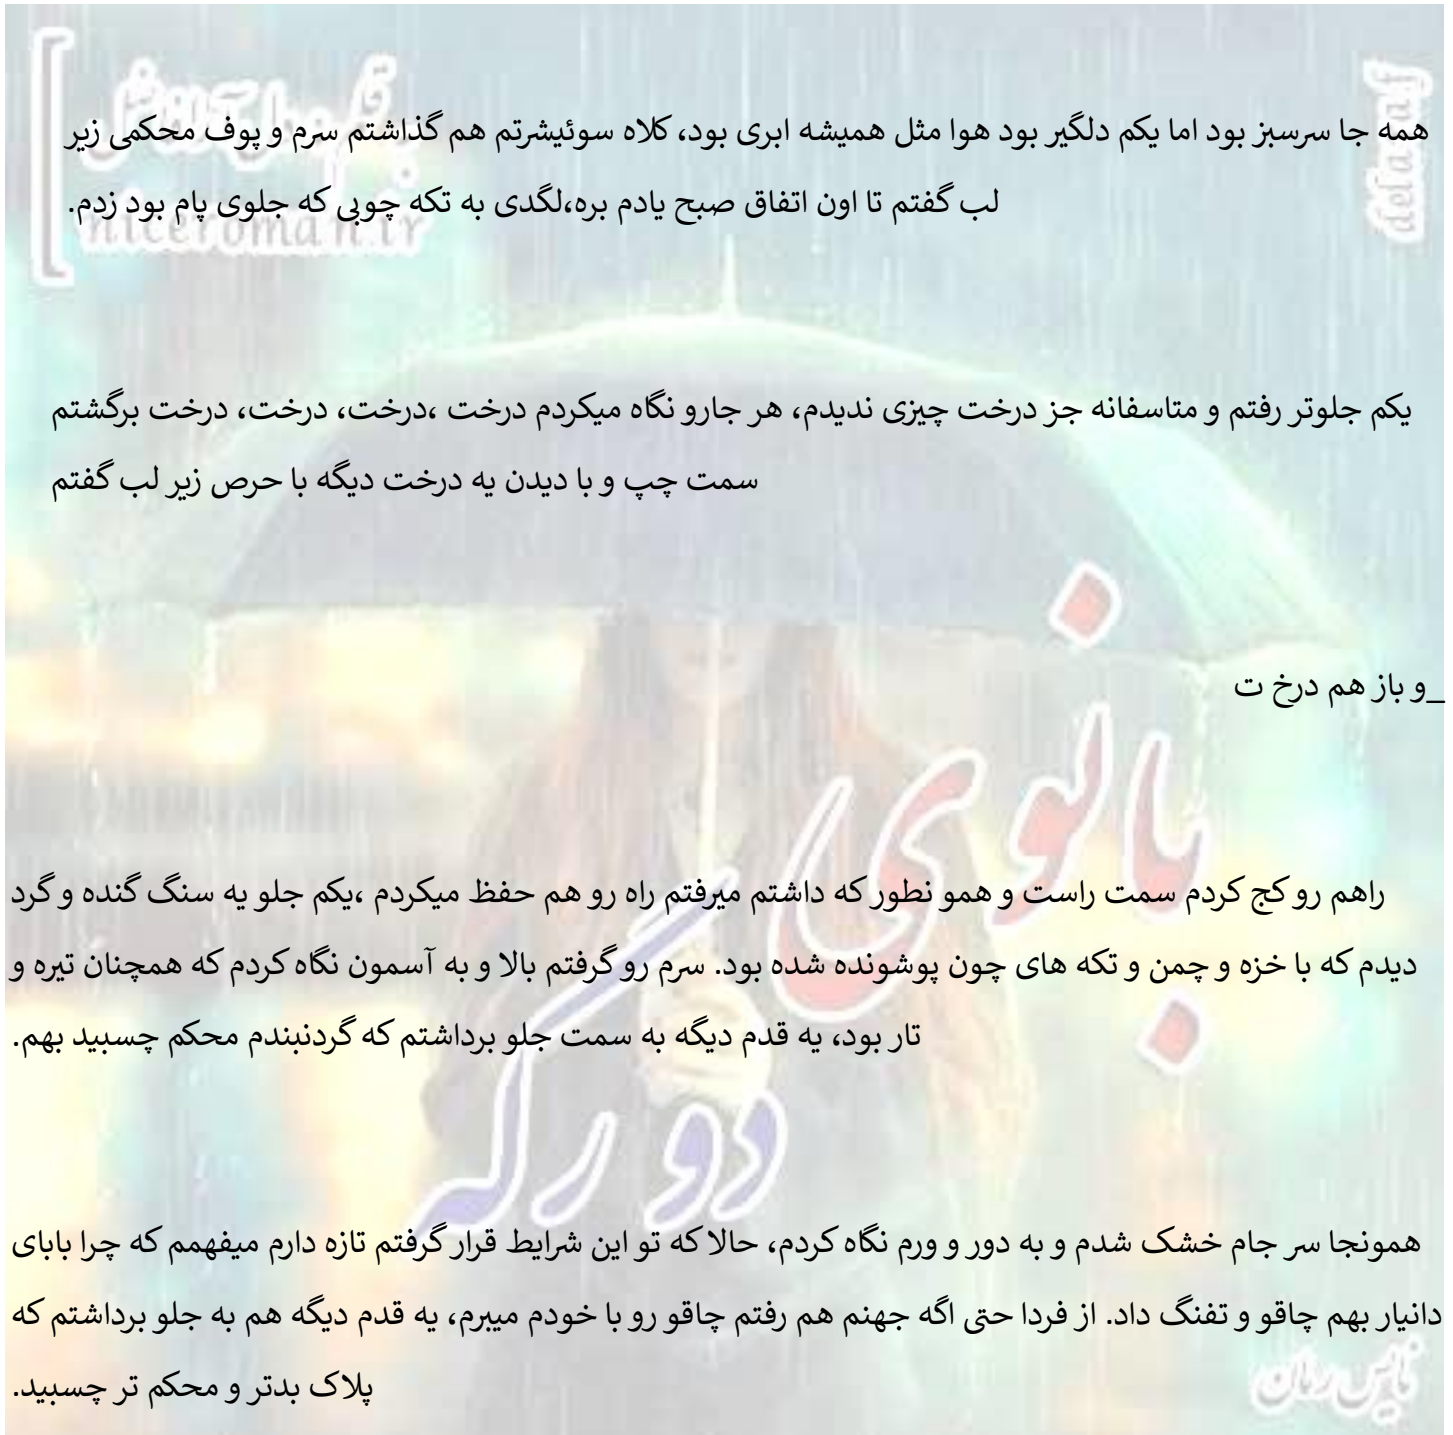 همه جا سرسبز بود اما یکم دلگیر بود هوا مثل همیشه ابری بود، کلاه سوئیشرتم هم گذاشتم سرم و پوف محکمی زیر
لب گفتم تا اون اتفاق صبح یادم بره،لگدی به تکه چوبی که جلوی پام بود زدم.
niceroman.ir
defaraf
یکم جلوتر رفتم و متاسفانه جز درخت چیزی ندیدم، هر جارو نگاه میکردم درخت ،درخت، درخت، درخت برگشتم
سمت چپ و با دیدن یه درخت دیگه با حرص زیر لب گفتم
_و باز هم درخ ت
بانوی
راهم رو کج کردم سمت راست و همو نطور که داشتم میرفتم راه رو هم حفظ میکردم ،یکم جلو یه سنگ گنده و گرد
دیدم که با خزه و چمن و تکه های چون پوشونده شده بود. سرم رو گرفتم بالا و به آسمون نگاه کردم که همچنان تیره و
تار بود، یه قدم دیگه به سمت جلو برداشتم که گردنبندم محکم چسبید بهم.
دو رگه
همونجا سر جام خشک شدم و به دور و ورم نگاه کردم، حالا که تو این شرایط قرار گرفتم تازه دارم میفهمم که چرا بابای
دانیار بهم چاقو و تفنگ داد. از فردا حتی اگه جهنم هم رفتم چاقو رو با خودم میبرم، یه قدم دیگه هم به جلو برداشتم که
پلاک بدتر و محکم تر چسبید.
نایس رمان